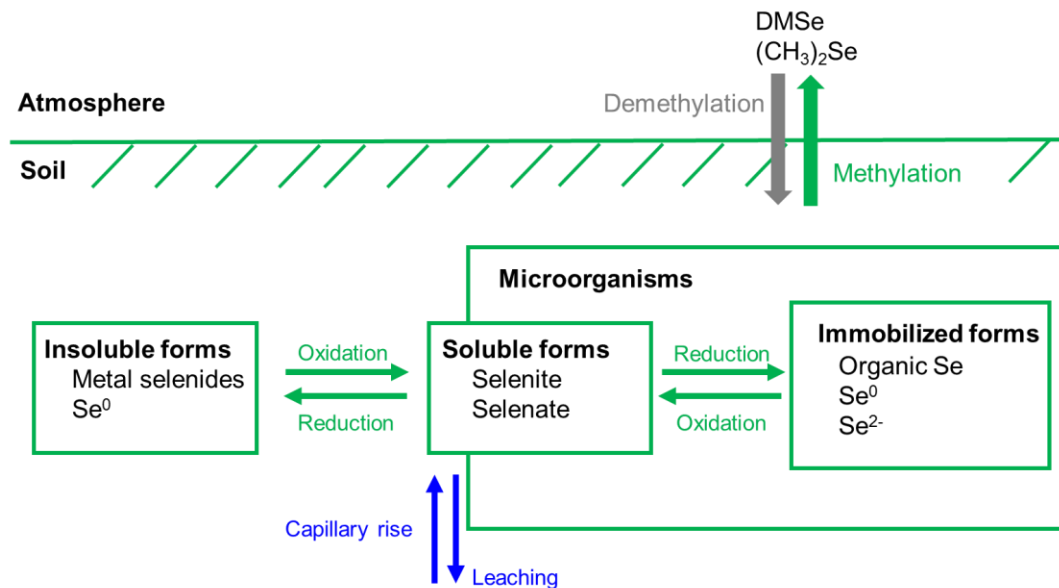 DMSe
(CH₃)₂Se
Atmosphere
Demethylation
Soil
Methylation
Microorganisms
Insoluble forms
Metal selenides
Se⁰
Oxidation
Reduction
Soluble forms
Selenite
Selenate
Reduction
Oxidation
Immobilized forms
Organic Se
Se⁰
Se²⁻
Capillary rise
Leaching